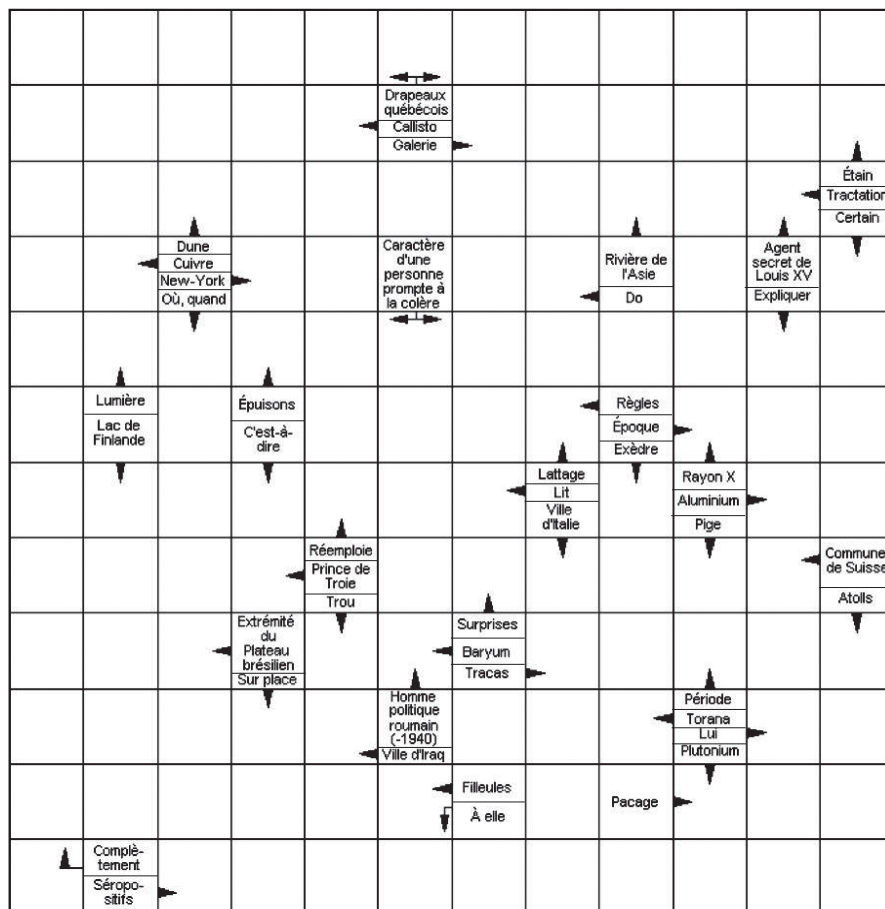 Drapeaux
québécois
Callisto
Galerie
Étain
Tractation
Certain
Dune
Cuivre
New-York
Où, quand
Caractère
d'une
personne
prompte à
la colère
Rivière de
l'Asie
Do
Agent
secret de
Louis XV
Expliquer
Lumière
Lac de
Finlande
Épuisons
C'est-à-
dire
Règles
Époque
Exèdre
Lattage
Lit
Ville
d'Italie
Rayon X
Aluminium
Pige
Réemploie
Prince de
Troie
Trou
Commune
de Suisse
Atolls
Extrémité
du
Plateau
brésilien
Sur place
Surprises
Baryum
Tracas
Homme
politique
roumain
(-1940)
Ville d'Iraq
Période
Torana
Lui
Plutonium
Filleules
À elle
Pacage
Complè-
tement
Séropo-
sitifs